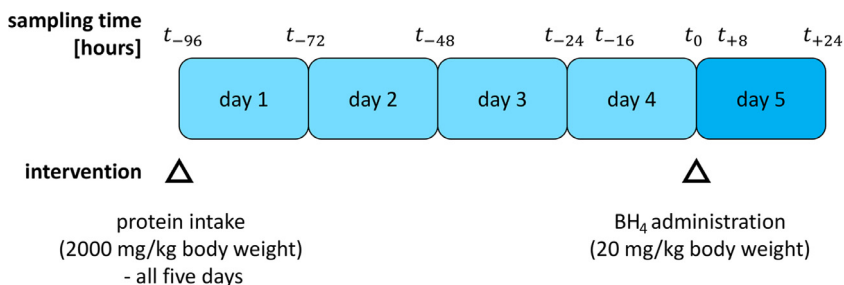 sampling time
[hours]
t₋₉₆ t₋₇₂ t₋₄₈ t₋₂₄ t₋₁₆ t₀ t₊₈ t₊₂₄
day 1 day 2 day 3 day 4 day 5
intervention
protein intake
(2000 mg/kg body weight)
- all five days
BH₄ administration
(20 mg/kg body weight)